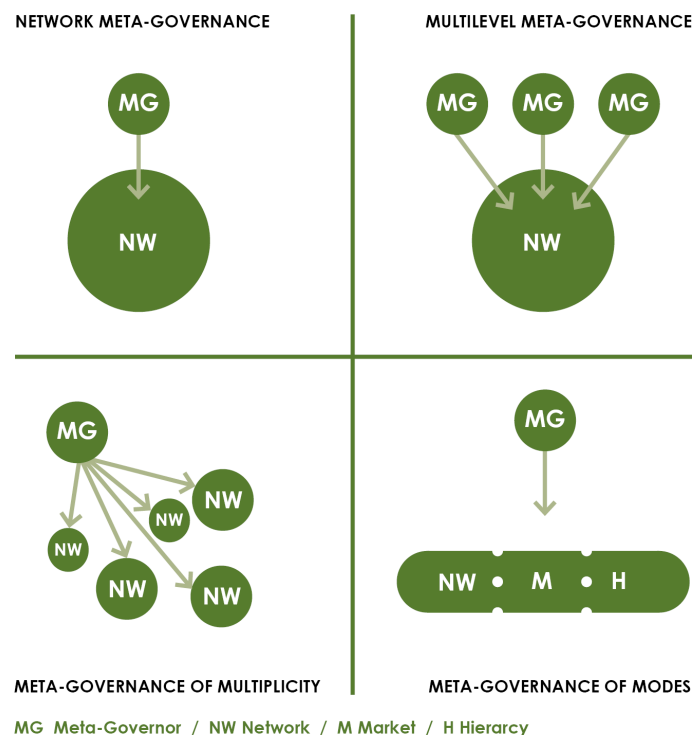 NETWORK META-GOVERNANCE
MG
NW
MULTILEVEL META-GOVERNANCE
MG MG MG
NW
MG
NW
NW
NW
NW
NW
META-GOVERNANCE OF MULTIPLICITY
MG
NW M H
META-GOVERNANCE OF MODES
MG Meta-Governor / NW Network / M Market / H Hierarcy